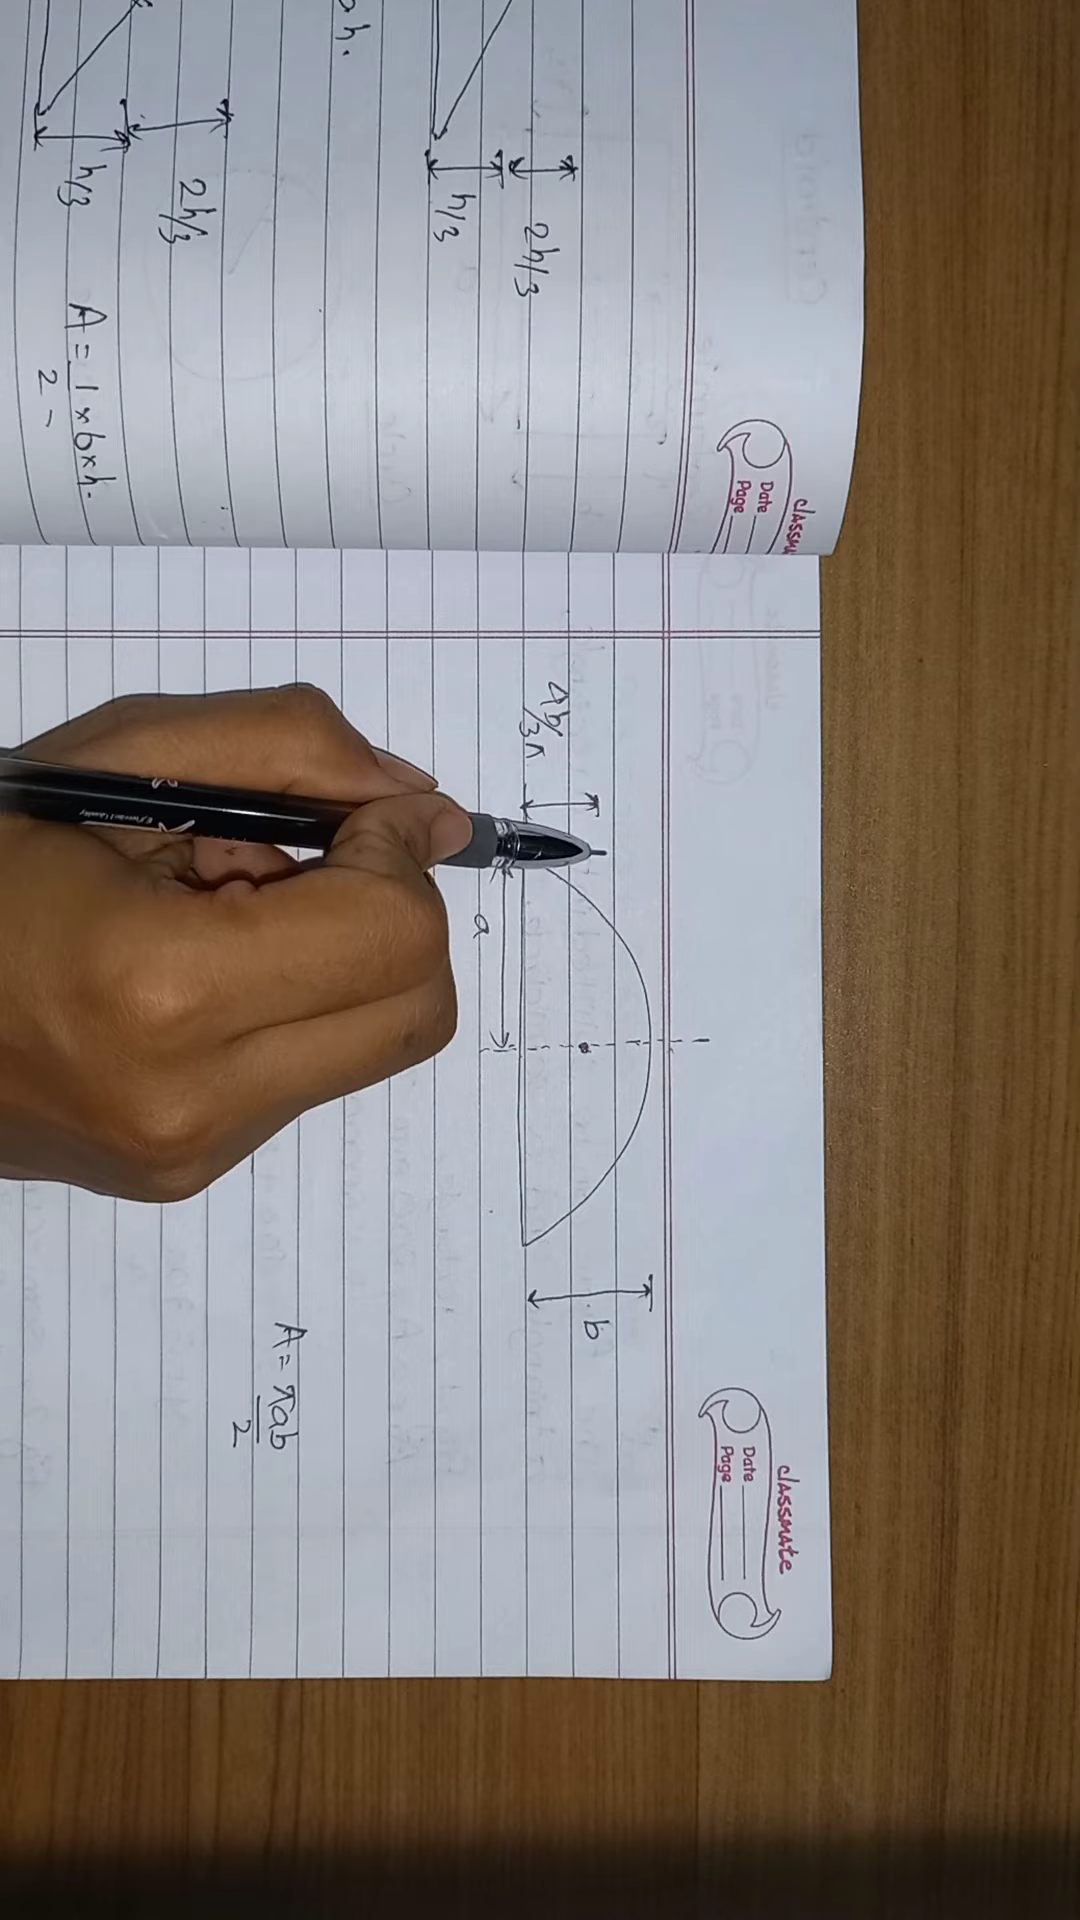 h.
h/3
2h/3
h/3
2h/3
A = 1 × b × h.
2
classmate
Date
Page
4b/3π
a
b
A = πab
2
classmate
Date
Page